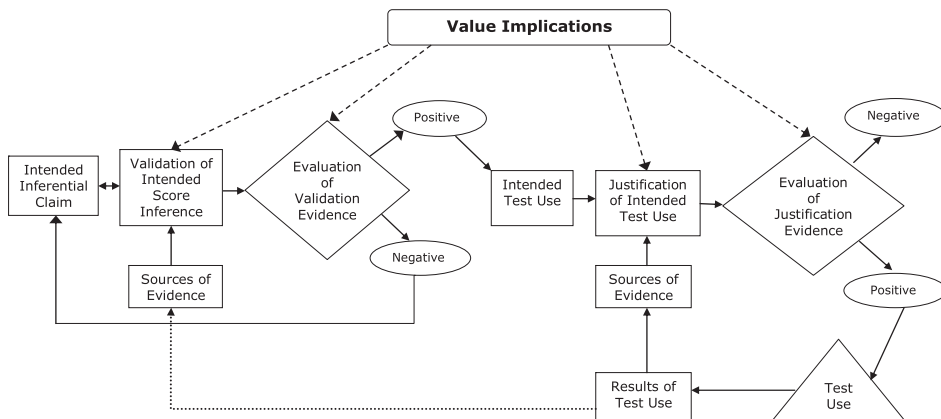 Value Implications
Intended
Inferential
Claim
Validation of
Intended
Score
Inference
Evaluation
of
Validation
Evidence
Positive
Negative
Sources of
Evidence
Intended
Test Use
Justification
of Intended
Test Use
Sources of
Evidence
Evaluation
of
Justification
Evidence
Negative
Positive
Test
Use
Results of
Test Use